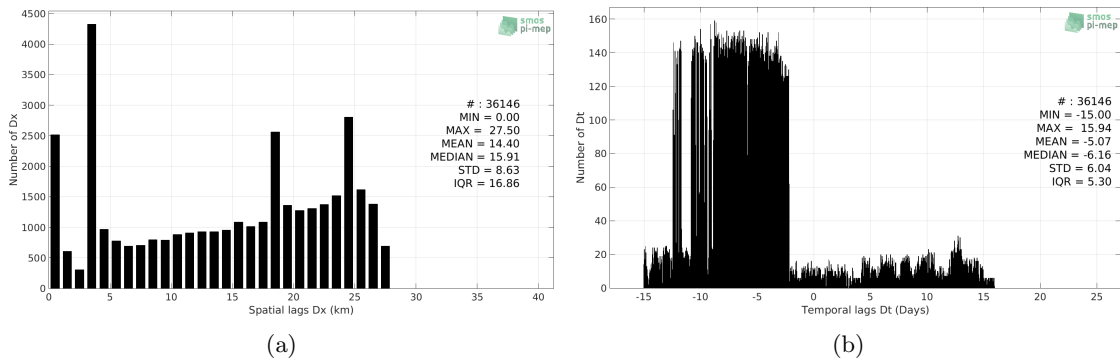 4500
4000
3500
3000
2500
2000
1500
1000
500
0
Number of Dx
smos
pi-mep
# : 36146
MIN = 0.00
MAX = 27.50
MEAN = 14.40
MEDIAN = 15.91
STD = 8.63
IQR = 16.86
0 5 10 15 20 25 30 35 40
Spatial lags Dx (km)
(a)
160
140
120
100
80
60
40
20
0
Number of Dt
smos
pi-mep
# : 36146
MIN = -15.00
MAX = 15.94
MEAN = -5.07
MEDIAN = -6.16
STD = 6.04
IQR = 5.30
-15 -10 -5 0 5 10 15 20 25
Temporal lags Dt (Days)
(b)